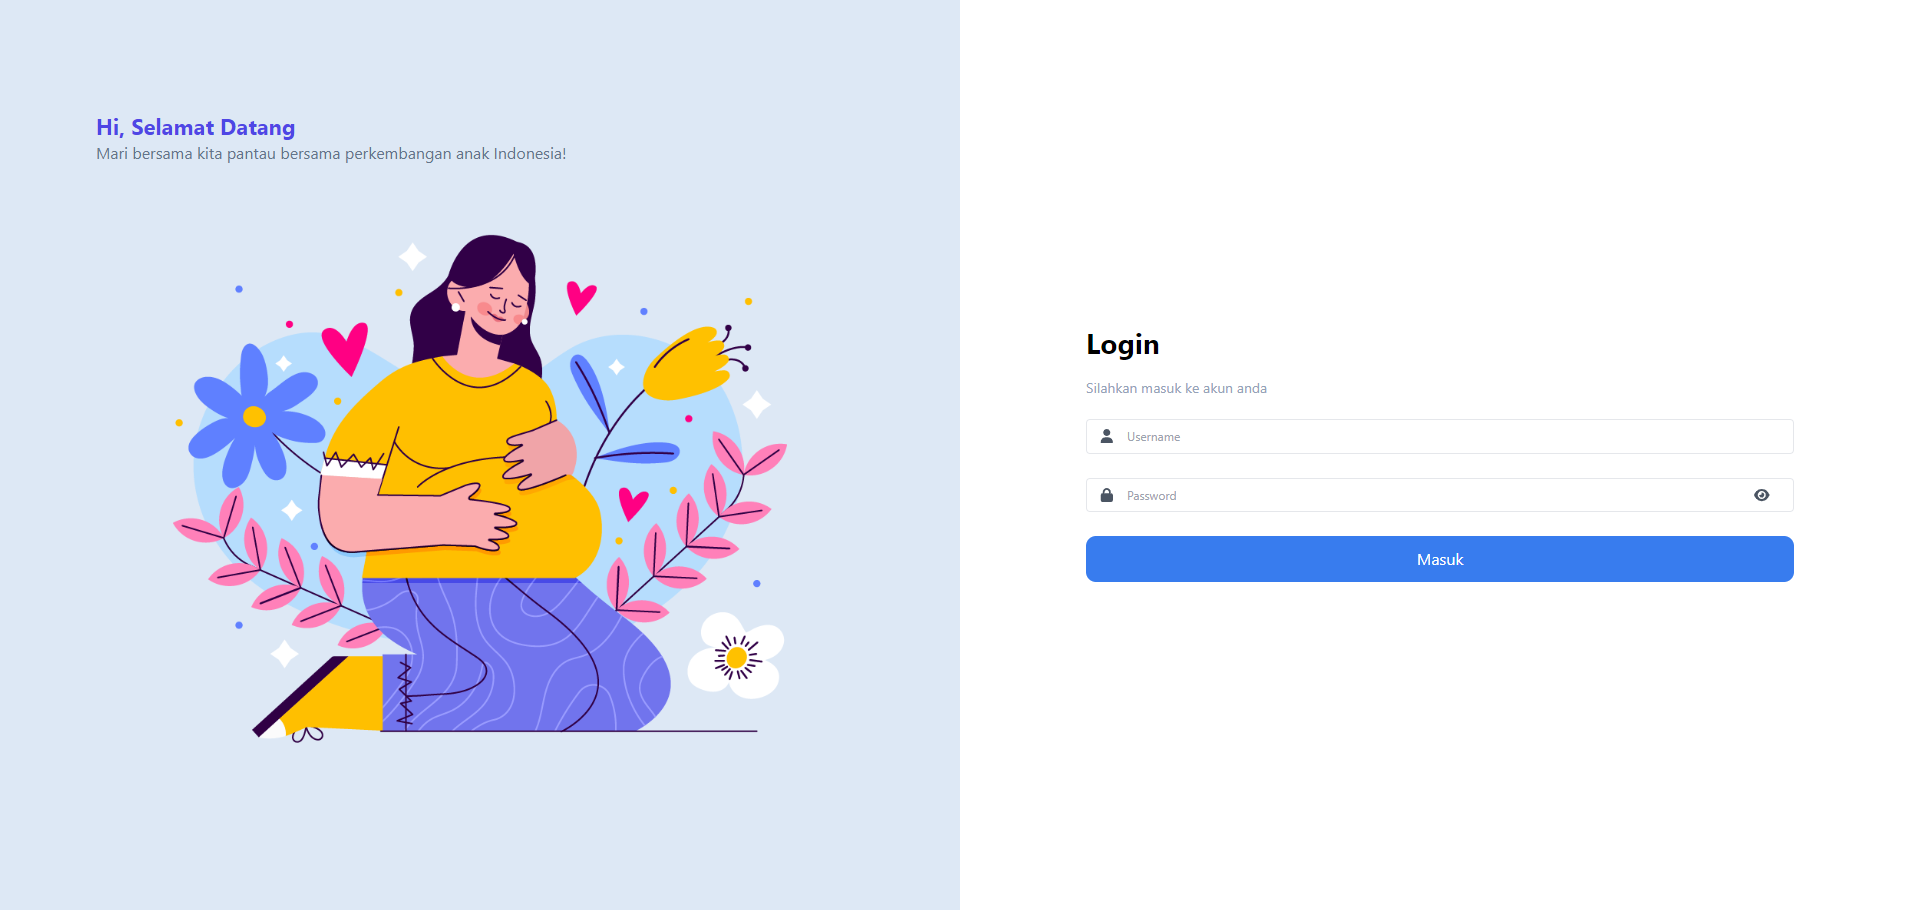 Hi, Selamat Datang
Mari bersama kita pantau bersama perkembangan anak Indonesia!
Login
Silahkan masuk ke akun anda
Username
Password
Masuk